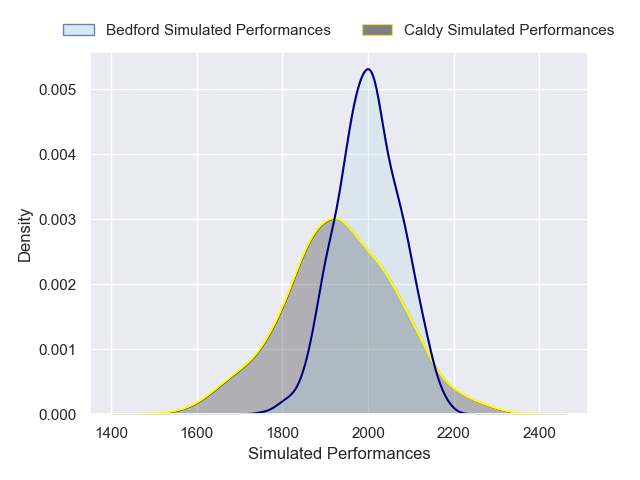 Bedford Simulated Performances Caldy Simulated Performances
0.005
0.004
0.003
0.002
0.001
0.000
Density
1400 1600 1800 2000 2200 2400
Simulated Performances